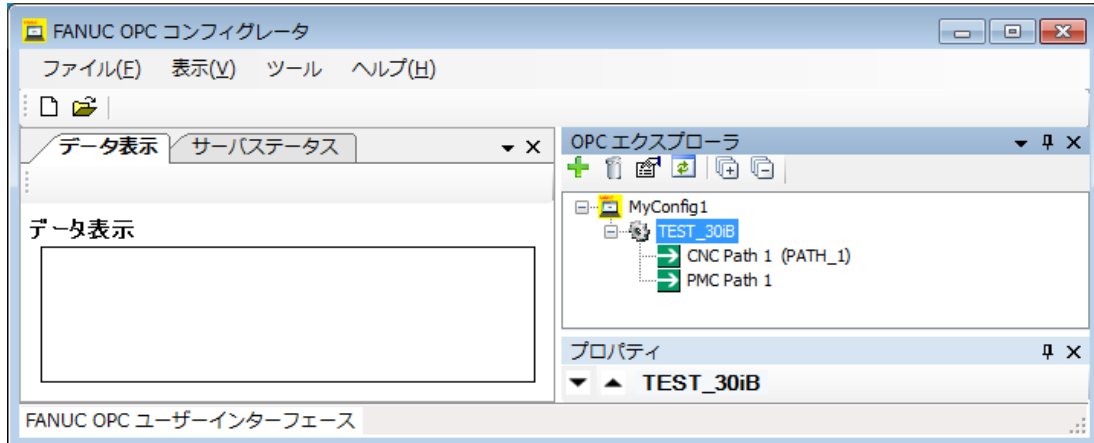 FANUC OPC コンフィグレータ
ファイル(F) 表示(V) ツール ヘルプ(H)
データ表示 サーバステータス
データ表示
OPC エクスプローラ
MyConfig1
TEST_30iB
CNC Path 1 (PATH_1)
PMC Path 1
プロパティ
TEST_30iB
FANUC OPC ユーザーインターフェース